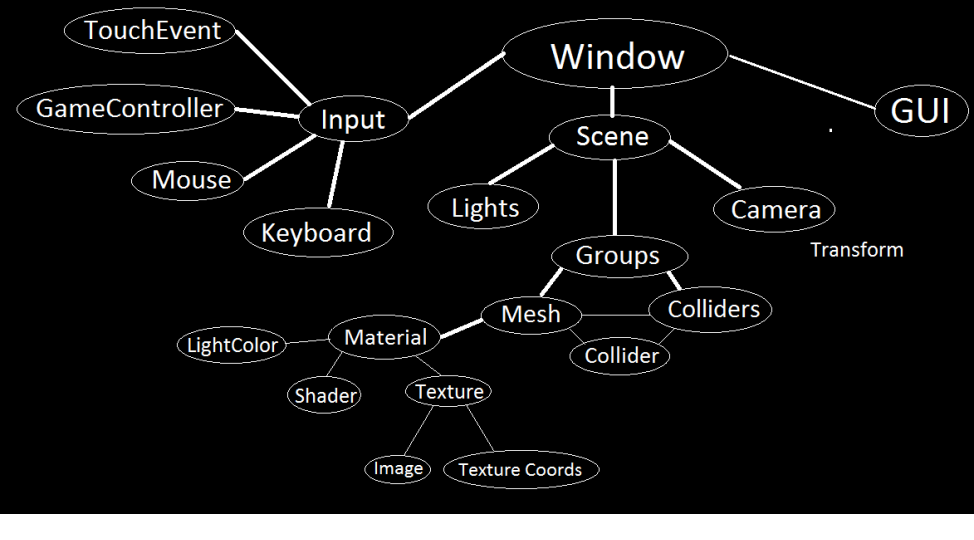 TouchEvent
Window
GameController
GUI
Input
Scene
Mouse
Lights
Camera
Keyboard
Transform
Groups
Mesh
Colliders
Material
LightColor
Collider
Shader
Texture
Image
Texture Coords